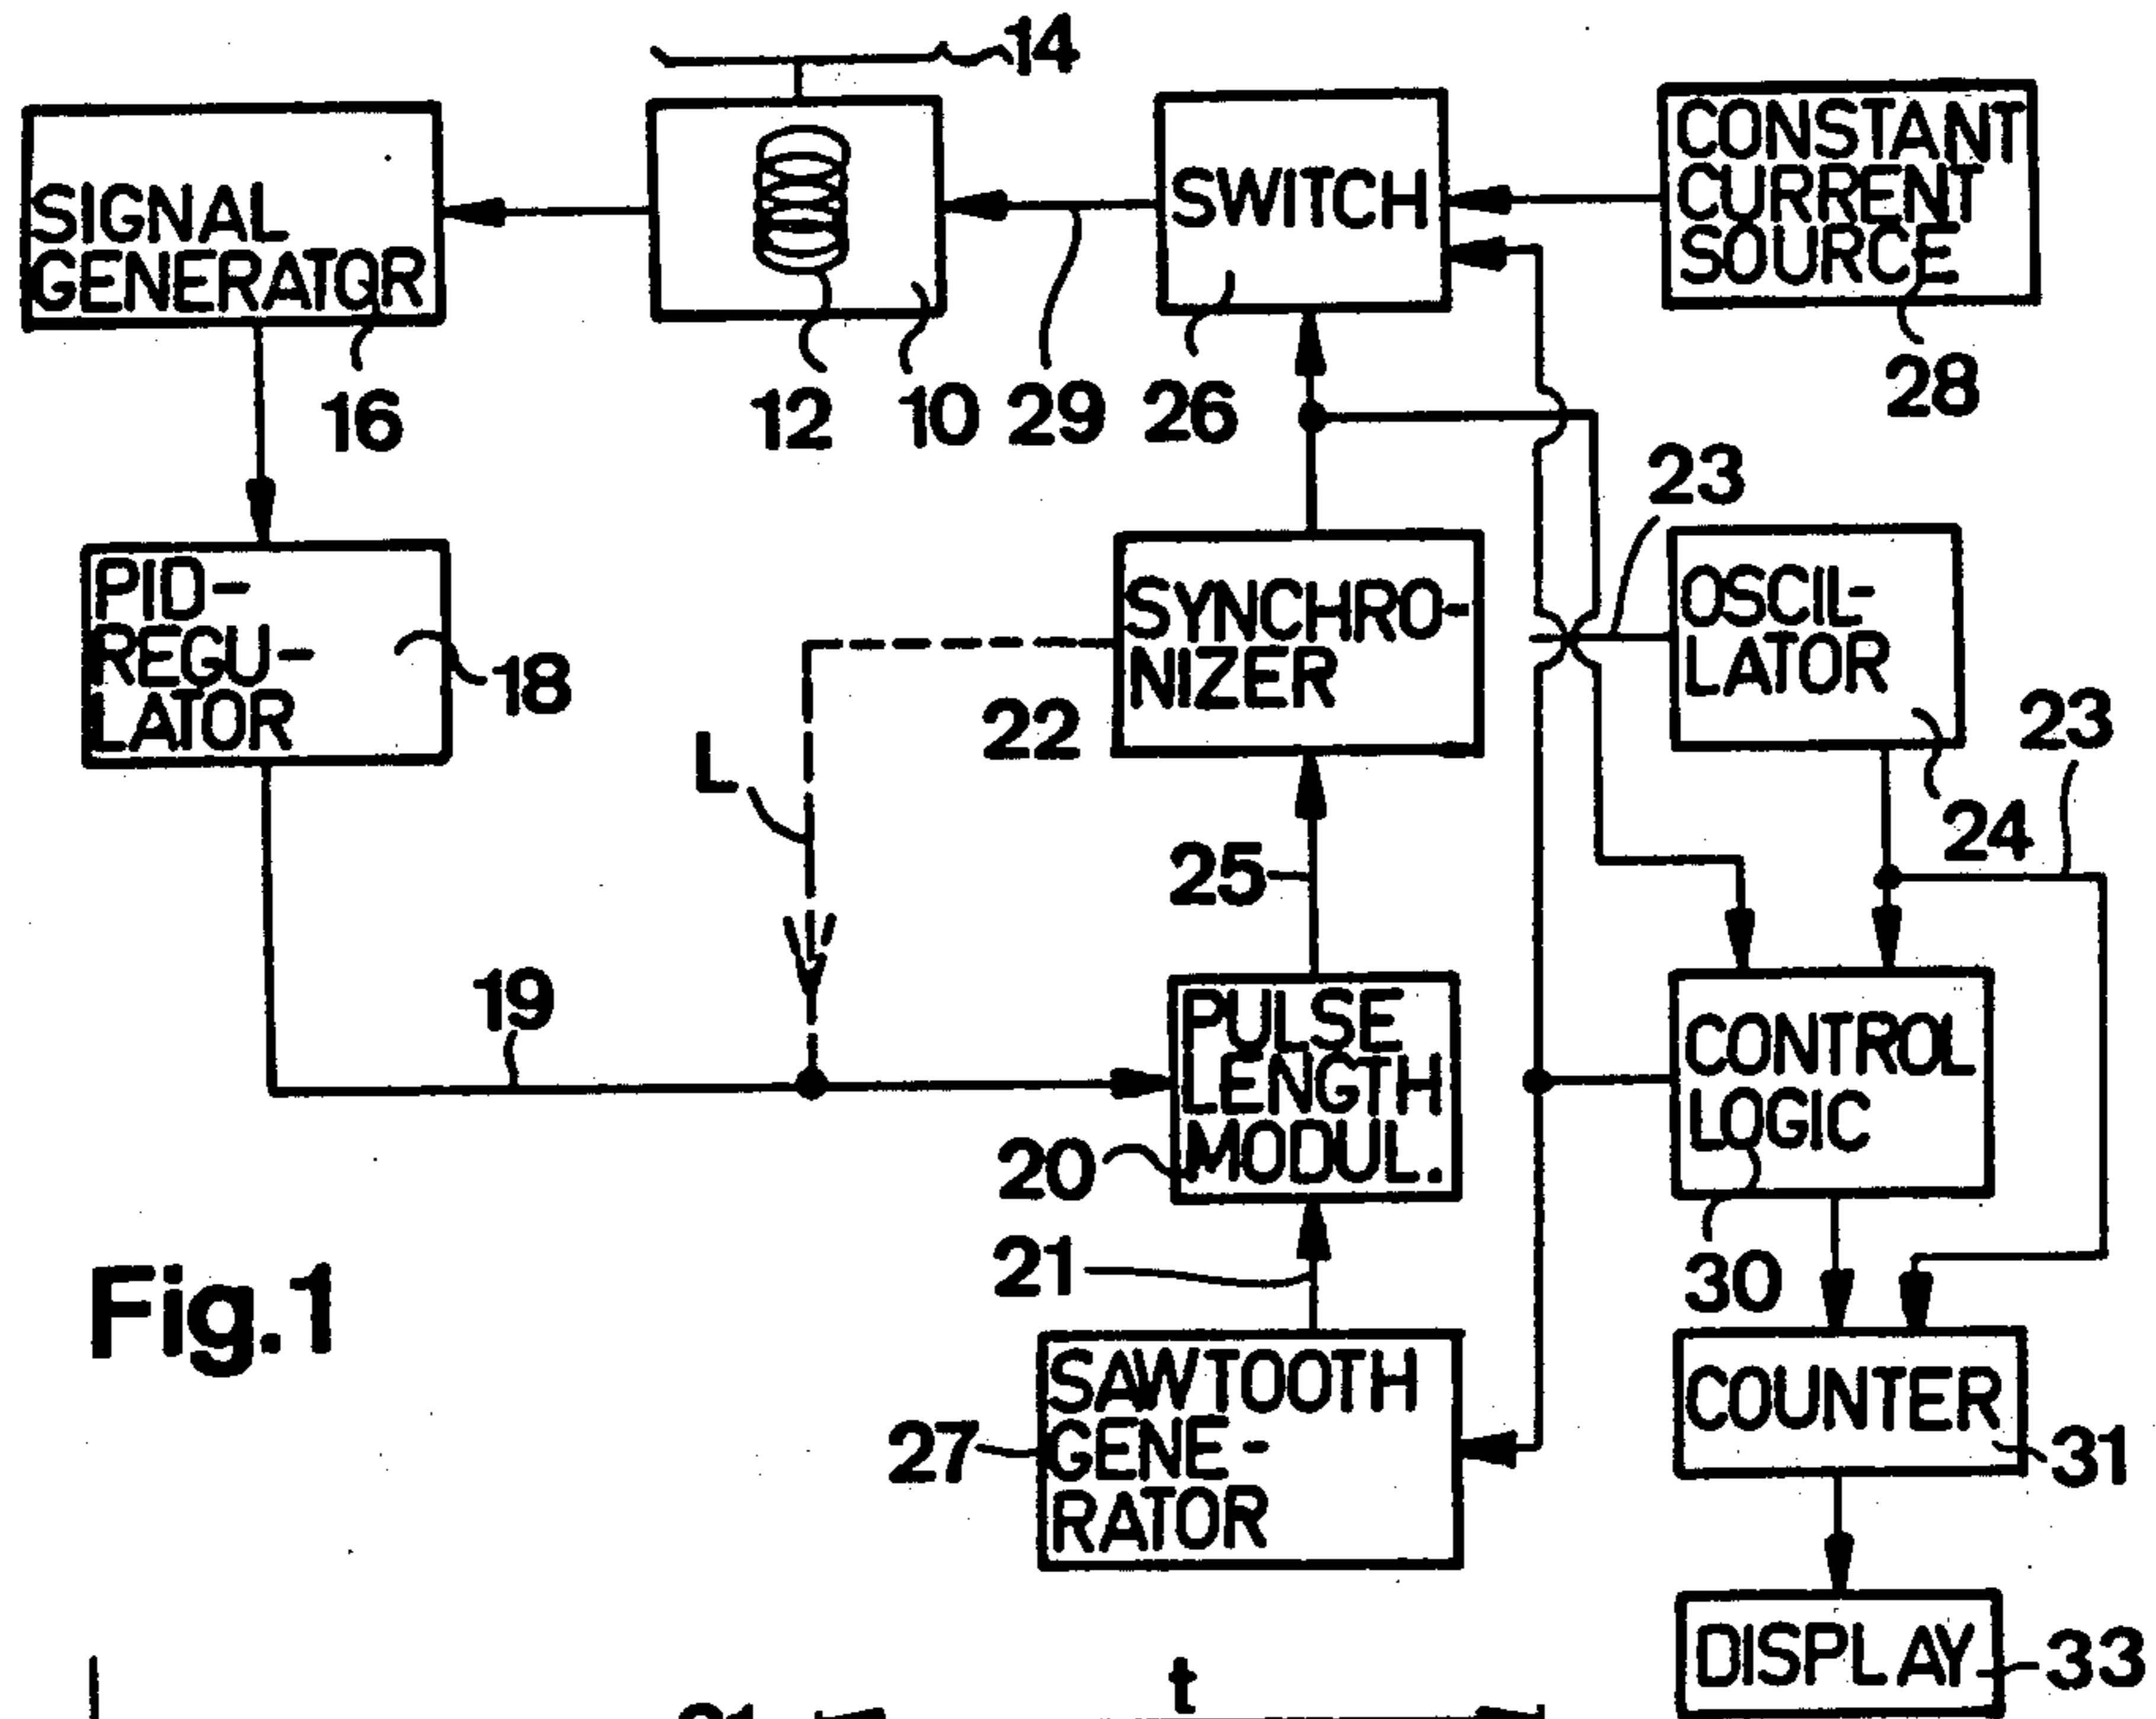 14
SIGNAL
GENERATOR
SWITCH
CONSTANT
CURRENT
SOURCE
16
12
10
29
26
28
23
PID-
REGU-
LATOR
18
SYNCHRO-
NIZER
22
OSCIL-
LATOR
23
24
L
25
19
PULSE
LENGTH
MODUL.
20
CONTROL
LOGIC
21
30
Fig.1
SAWTOOTH
GENE-
RATOR
27
COUNTER
31
DISPLAY
33
t